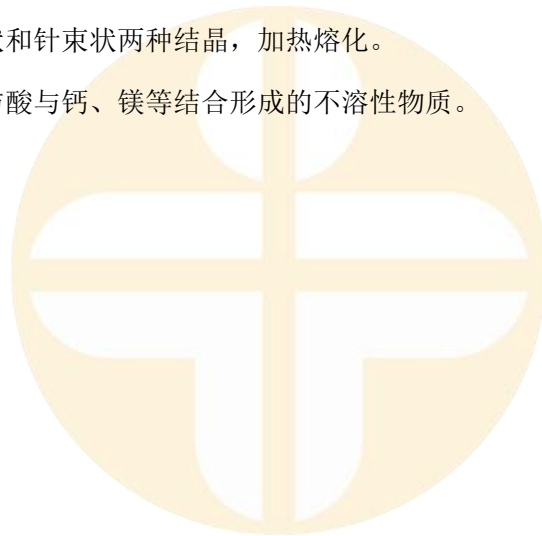 和针束状两种结晶，加热熔化。
酸与钙、镁等结合形成的不溶性物质。